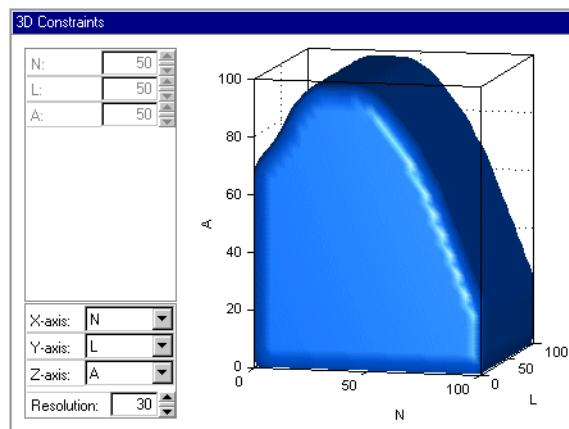 3D Constraints
N: 50
L: 50
A: 50
X-axis: N
Y-axis: L
Z-axis: A
Resolution: 30
100
80
60
40
20
0
A
0
50
100
N
0
50
100
L